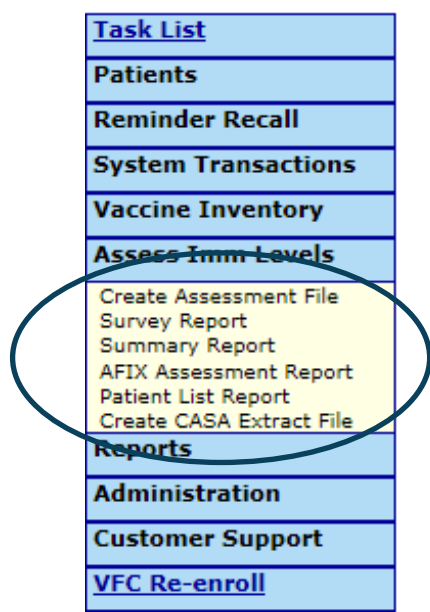 Task List
Patients
Reminder Recall
System Transactions
Vaccine Inventory
Assess Imm Levels
Create Assessment File
Survey Report
Summary Report
AFIX Assessment Report
Patient List Report
Create CASA Extract File
Reports
Administration
Customer Support
VFC Re-enroll